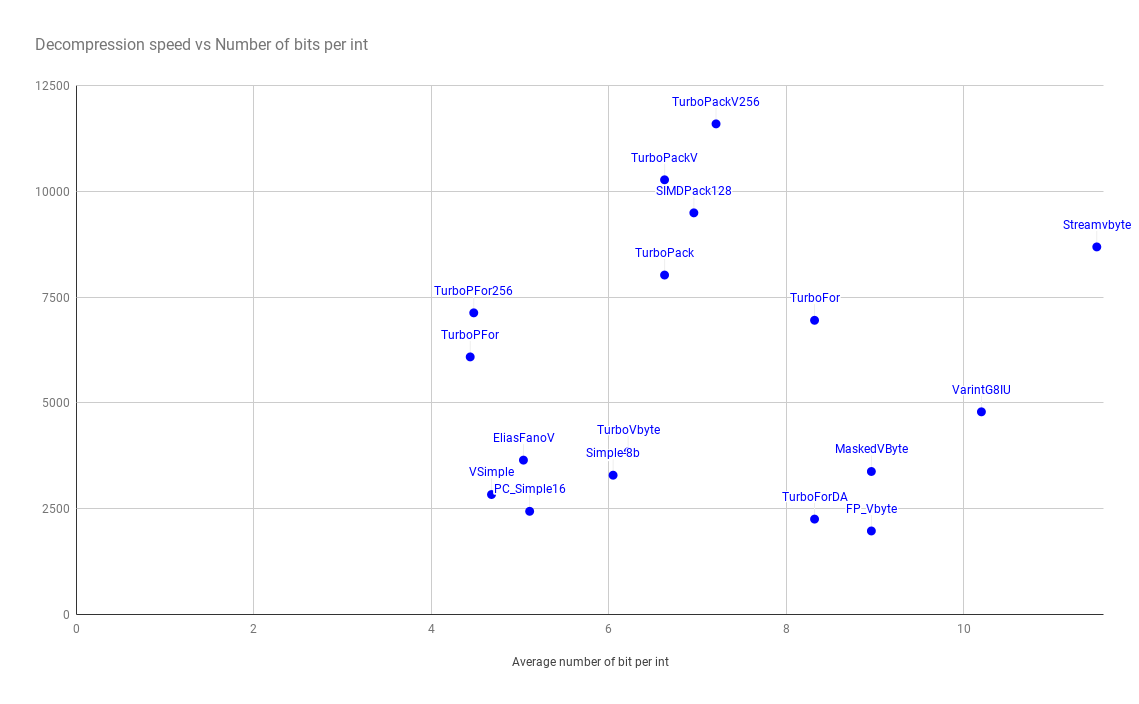 Decompression speed vs Number of bits per int
12500
TurboPackV256
TurboPackV
10000
SIMDPack128
Streamvbyte
TurboPack
TurboPFor256
7500
TurboFor
TurboPFor
VarintG8IU
5000
TurboVbyte
EliasFanoV
MaskedVByte
Simple-8b
VSimple
PC_Simple16
TurboForDA
2500
FP_Vbyte
0
0 2 4 6 8 10
Average number of bit per int